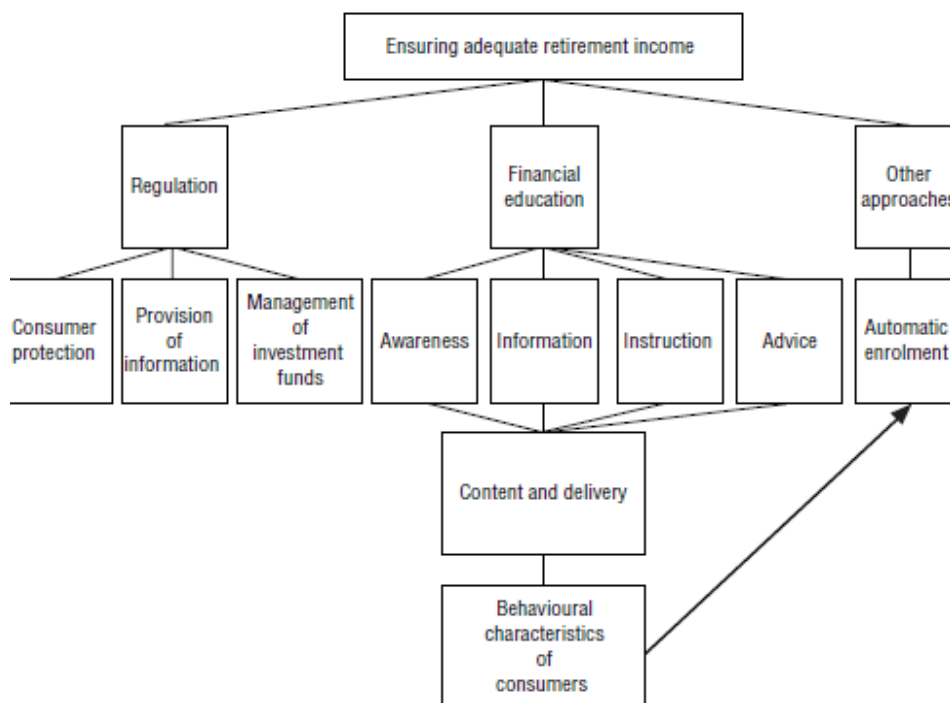 Ensuring adequate retirement income
Regulation
Financial
education
Other
approaches
Consumer
protection
Provision
of
information
Management
of
investment
funds
Awareness
Information
Instruction
Advice
Automatic
enrolment
Content and delivery
Behavioural
characteristics
of
consumers